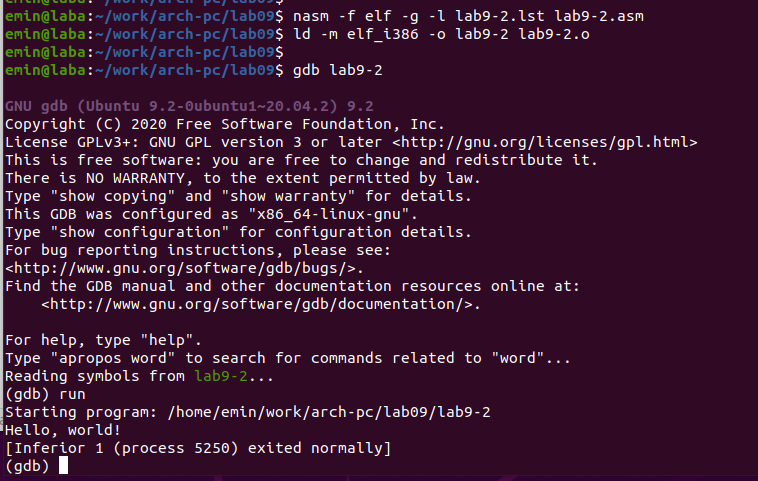 emin@laba:~/work/arch-pc/lab09$ nasm -f elf -g -l lab9-2.lst lab9-2.asm
emin@laba:~/work/arch-pc/lab09$ ld -m elf_i386 -o lab9-2 lab9-2.o
emin@laba:~/work/arch-pc/lab09$
emin@laba:~/work/arch-pc/lab09$ gdb lab9-2
GNU gdb (Ubuntu 9.2-0ubuntu1~20.04.2) 9.2
Copyright (C) 2020 Free Software Foundation, Inc.
License GPLv3+: GNU GPL version 3 or later <http://gnu.org/licenses/gpl.html>
This is free software: you are free to change and redistribute it.
There is NO WARRANTY, to the extent permitted by law.
Type "show copying" and "show warranty" for details.
This GDB was configured as "x86_64-linux-gnu".
Type "show configuration" for configuration details.
For bug reporting instructions, please see:
<http://www.gnu.org/software/gdb/bugs/>.
Find the GDB manual and other documentation resources online at:
    <http://www.gnu.org/software/gdb/documentation/>.
For help, type "help".
Type "apropos word" to search for commands related to "word"...
Reading symbols from lab9-2...
(gdb) run
Starting program: /home/emin/work/arch-pc/lab09/lab9-2
Hello, world!
[Inferior 1 (process 5250) exited normally]
(gdb)